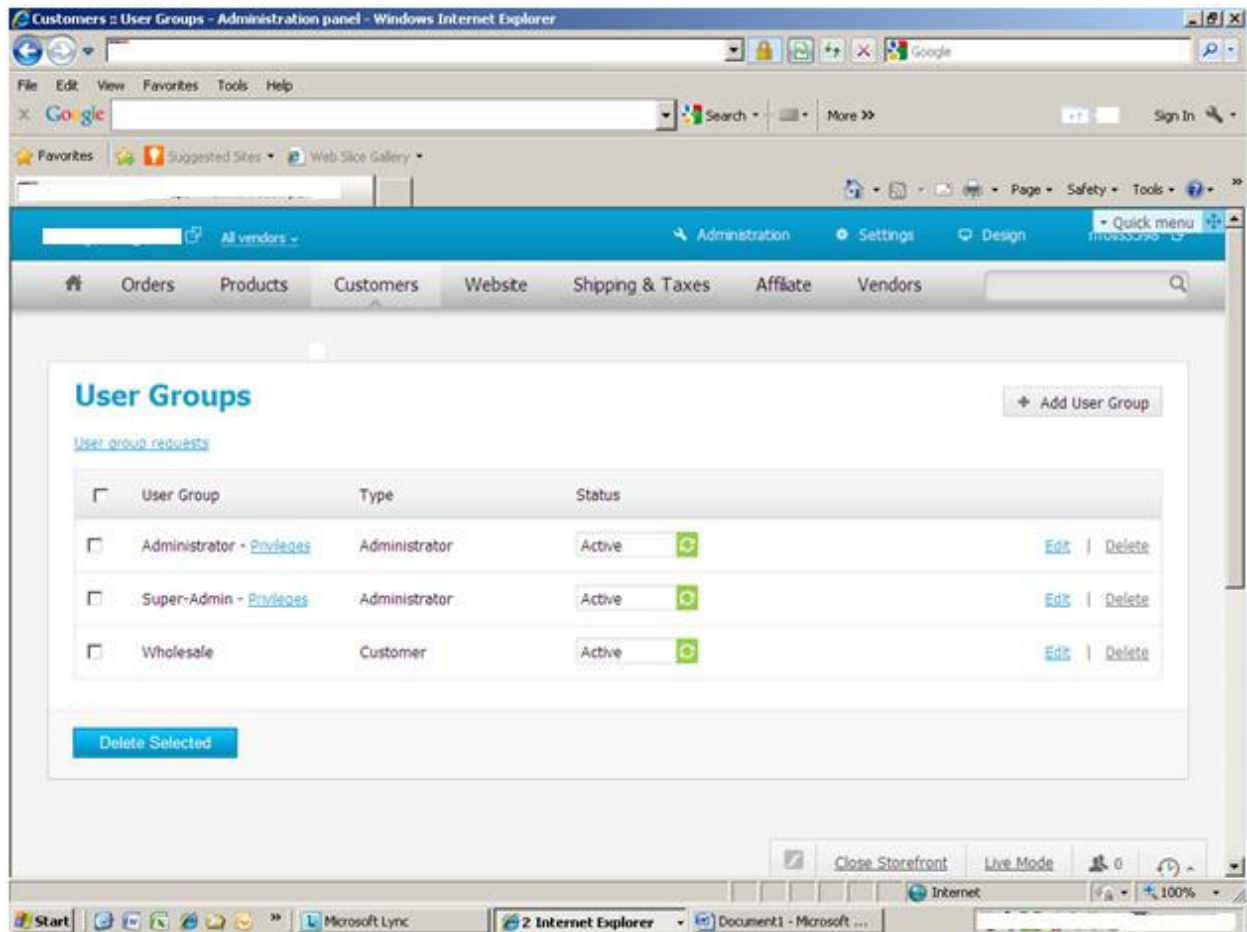 Customers :: User Groups - Administration panel - Windows Internet Explorer
Google
File Edit View Favorites Tools Help
Google Search More >> Sign In
Favorites Suggested Sites Web Slice Gallery
Page Safety Tools
Quick menu
All vendors Administration Settings Design
Orders Products Customers Website Shipping & Taxes Affiliate Vendors
User Groups
+ Add User Group
User group requests
User Group Type Status
Administrator - Privileges Administrator Active Edit | Delete
Super-Admin - Privileges Administrator Active Edit | Delete
Wholesale Customer Active Edit | Delete
Delete Selected
Close Storefront Live Mode 0
Internet 100%
Start Microsoft Lync 2 Internet Explorer Document1 - Microsoft ...